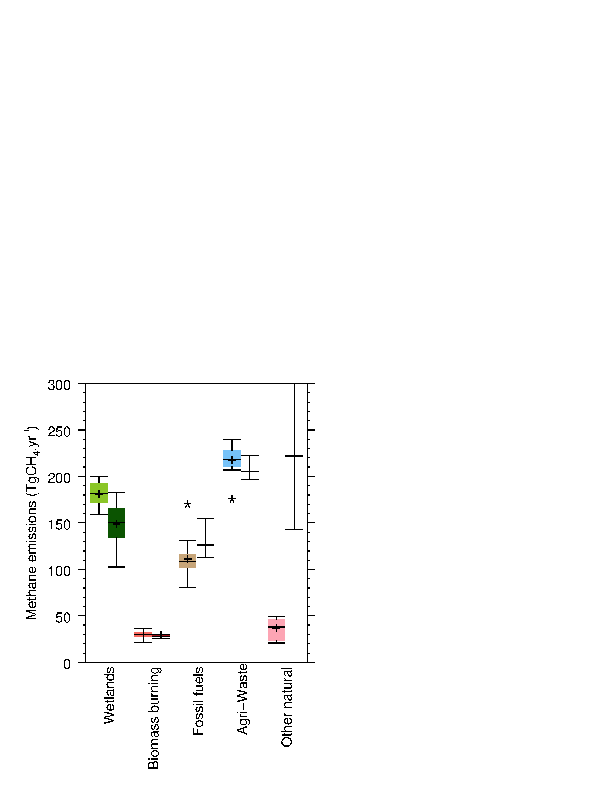 300
250
200
150
100
50
0
Methane emissions (TgCH₄.yr⁻¹)
Wetlands
Biomass burning
Fossil fuels
Agri−Waste
Other natural